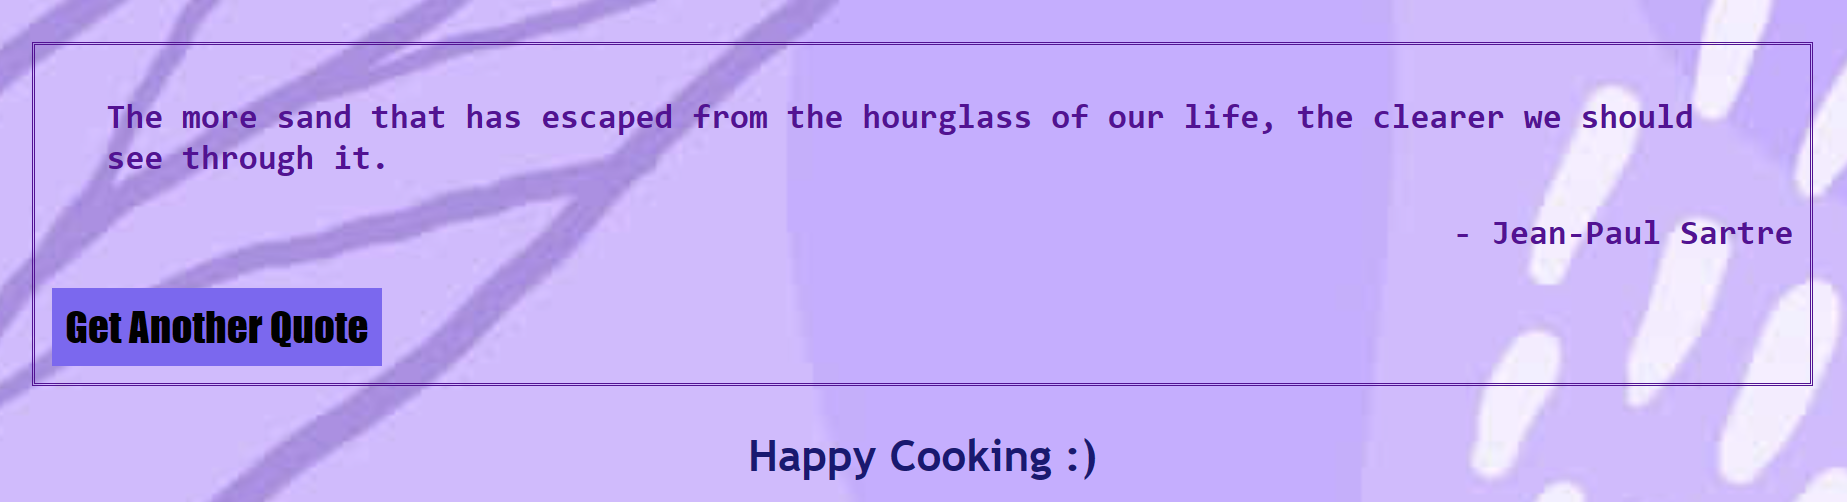 The more sand that has escaped from the hourglass of our life, the clearer we should
see through it.
- Jean-Paul Sartre
Get Another Quote
Happy Cooking :)